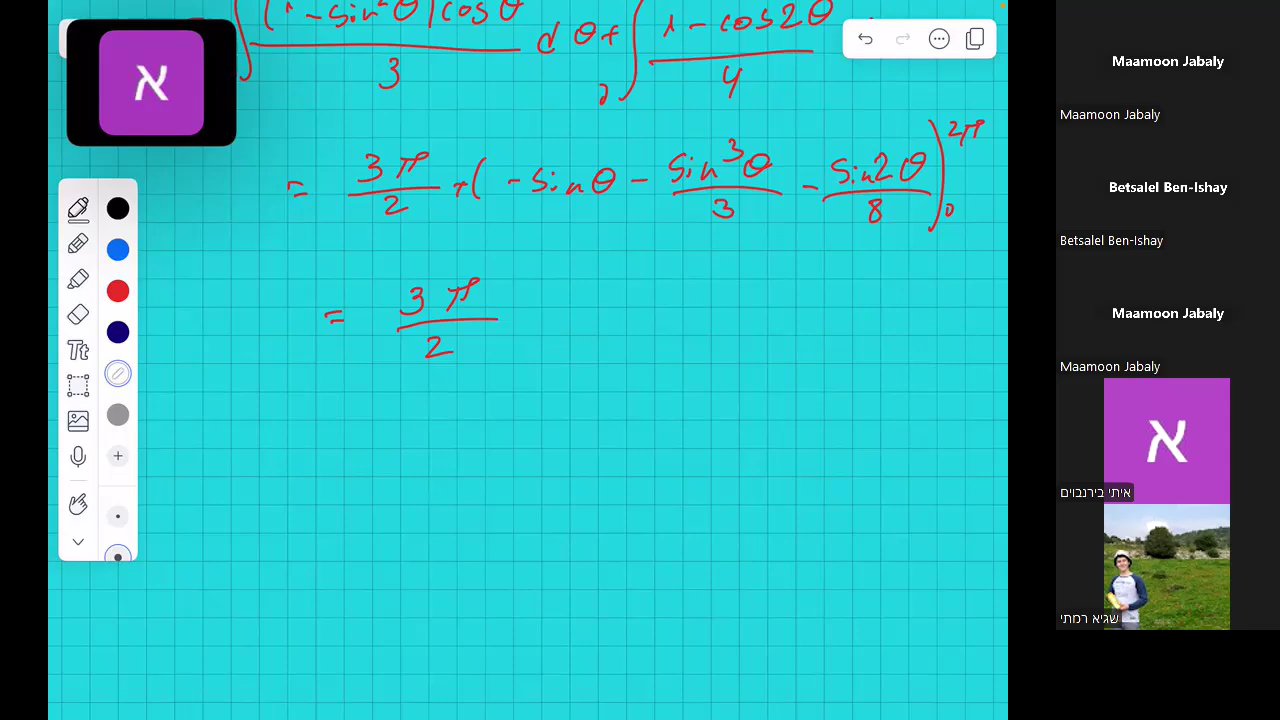 ∫ (1 - sin²θ) cosθ / 3 dθ + ∫ 1 - cos2θ / 4
= 3π/2 + ( - sinθ - sin³θ/3 - sin2θ/8 ) 2π 0
= 3π/2
א
Tt
Maamoon Jabaly
Maamoon Jabaly
Betsalel Ben-Ishay
Betsalel Ben-Ishay
Maamoon Jabaly
Maamoon Jabaly
א
איתי בירנבוים
שגיא רמתי